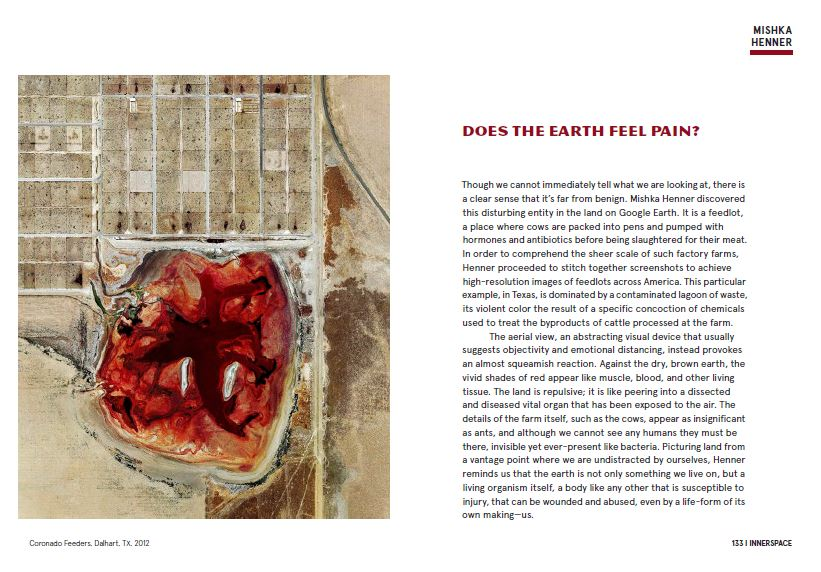 MISHKA
HENNER
DOES THE EARTH FEEL PAIN?
Though we cannot immediately tell what we are looking at, there is
a clear sense that it's far from benign. Mishka Henner discovered
this disturbing entity in the land on Google Earth. It is a feedlot,
a place where cows are packed into pens and pumped with
hormones and antibiotics before being slaughtered for their meat.
In order to comprehend the sheer scale of such factory farms,
Henner proceeded to stitch together screenshots to achieve
high-resolution images of feedlots across America. This particular
example, in Texas, is dominated by a contaminated lagoon of waste,
its violent color the result of a specific concoction of chemicals
used to treat the byproducts of cattle processed at the farm.
The aerial view, an abstracting visual device that usually
suggests objectivity and emotional distancing, instead provokes
an almost squeamish reaction. Against the dry, brown earth, the
vivid shades of red appear like muscle, blood, and other living
tissue. The land is repulsive; it is like peering into a dissected
and diseased vital organ that has been exposed to the air. The
details of the farm itself, such as the cows, appear as insignificant
as ants, and although we cannot see any humans they must be
there, invisible yet ever-present like bacteria. Picturing land from
a vantage point where we are undistracted by ourselves, Henner
reminds us that the earth is not only something we live on, but a
living organism itself, a body like any other that is susceptible to
injury, that can be wounded and abused, even by a life-form of its
own making—us.
Coronado Feeders, Dalhart, TX, 2012
133 | INNERSPACE